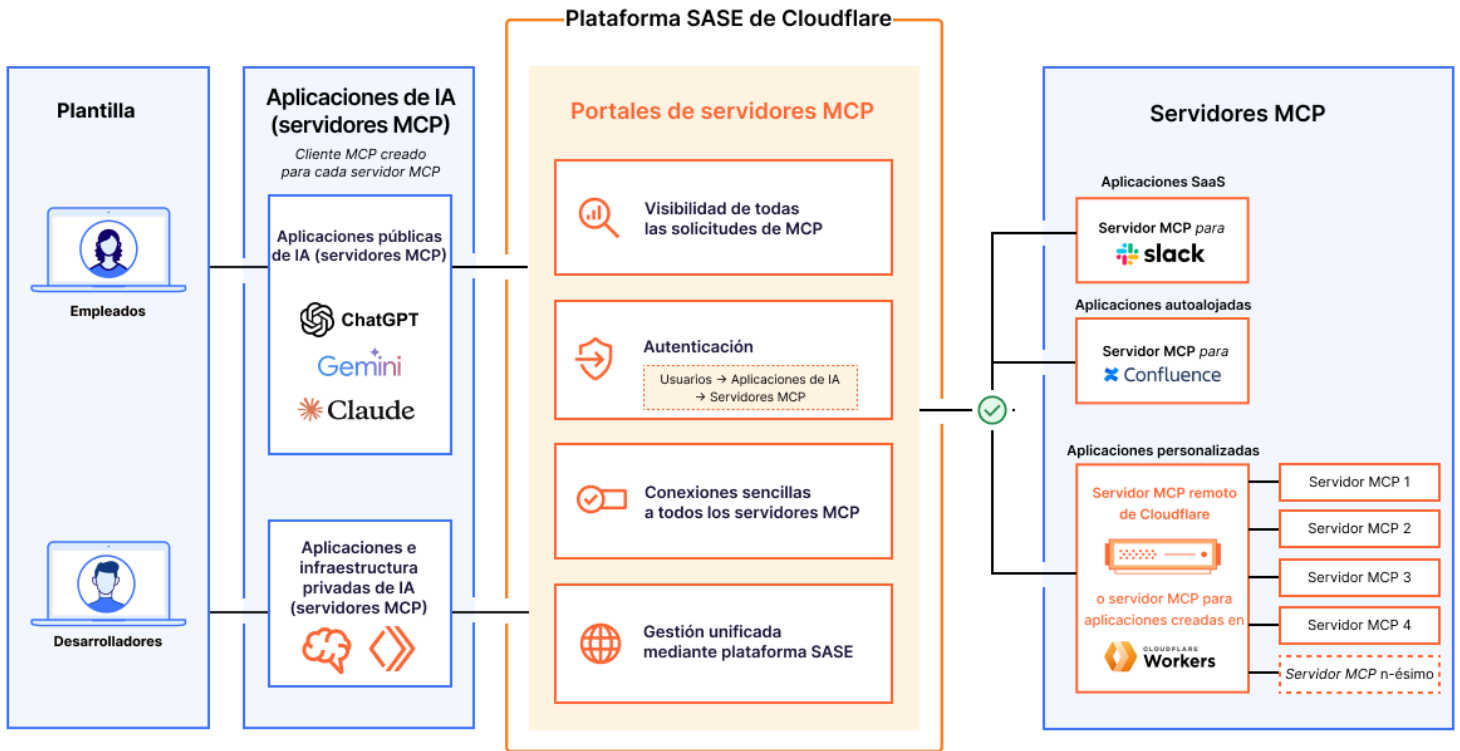 Plataforma SASE de Cloudflare
Plantilla
Empleados
Desarrolladores
Aplicaciones de IA
(servidores MCP)
Cliente MCP creado
para cada servidor MCP
Aplicaciones públicas
de IA (servidores MCP)
ChatGPT
Gemini
Claude
Aplicaciones e
infraestructura
privadas de IA
(servidores MCP)
Portales de servidores MCP
Visibilidad de todas
las solicitudes de MCP
Autenticación
Usuarios → Aplicaciones de IA
→ Servidores MCP
Conexiones sencillas
a todos los servidores MCP
Gestión unificada
mediante plataforma SASE
Servidores MCP
Aplicaciones SaaS
Servidor MCP para
slack
Aplicaciones autoalojadas
Servidor MCP para
Confluence
Aplicaciones personalizadas
Servidor MCP remoto
de Cloudflare
o servidor MCP para
aplicaciones creadas en
CLOUDFLARE
Workers
Servidor MCP 1
Servidor MCP 2
Servidor MCP 3
Servidor MCP 4
Servidor MCP n-ésimo